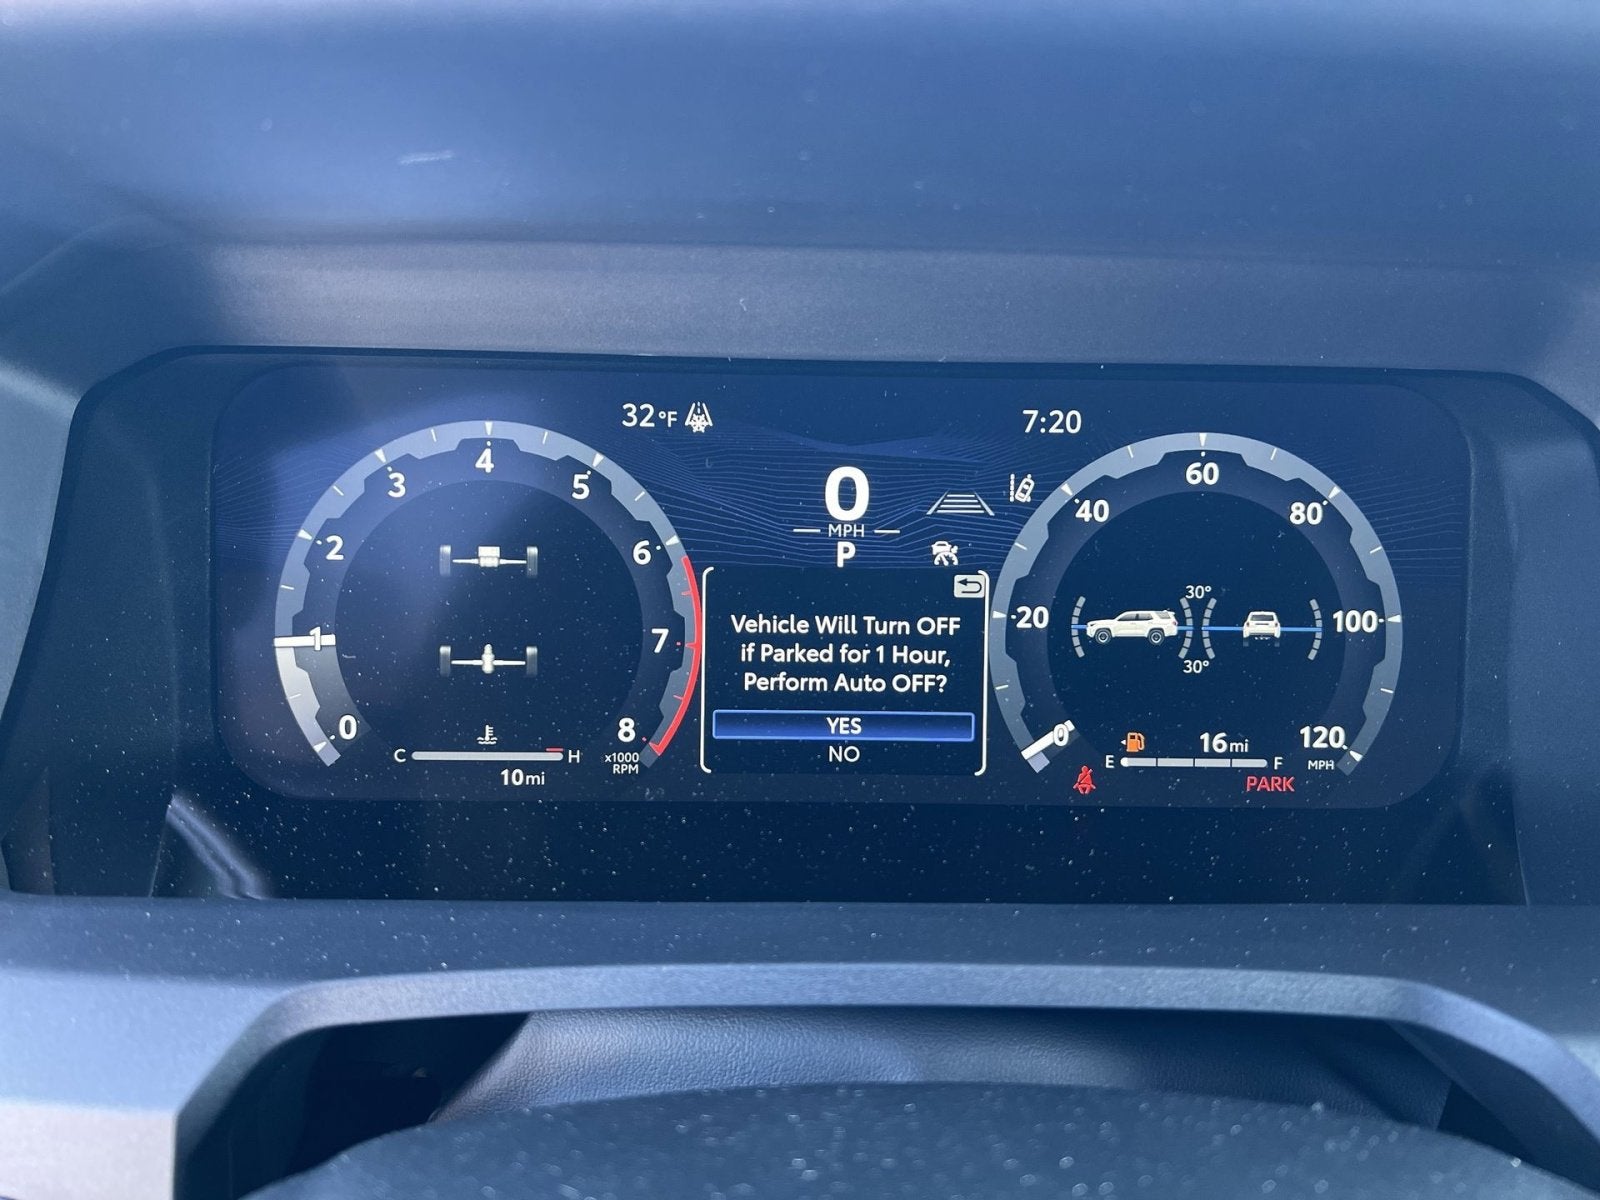 32°F
7:20
0
MPH
P
0
1
2
3
4
5
6
7
8
x1000
RPM
C
H
10mi
Vehicle Will Turn OFF
if Parked for 1 Hour,
Perform Auto OFF?
YES
NO
0
20
40
60
80
100
120
MPH
30°
30°
E
F
16mi
PARK